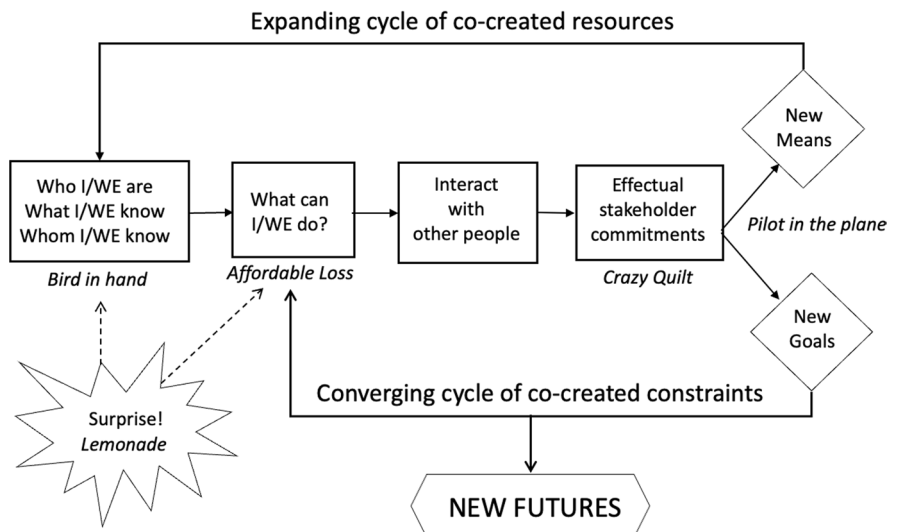 Expanding cycle of co-created resources
New
Means
Who I/WE are
What I/WE know
Whom I/WE know
Bird in hand
What can
I/WE do?
Affordable Loss
Interact
with
other people
Effectual
stakeholder
commitments
Crazy Quilt
Pilot in the plane
New
Goals
Surprise!
Lemonade
Converging cycle of co-created constraints
NEW FUTURES